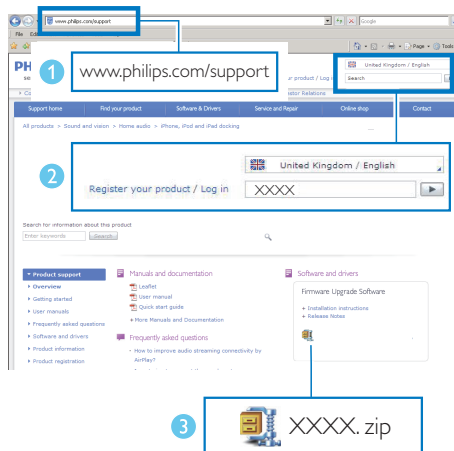 www.philips.com/support
Google
File
Page
1
www.philips.com/support
United Kingdom / English
Search
Support home
Find your product
Software & Drivers
Service and Repair
Online shop
Contact
All products > Sound and vision > Home audio > iPhone, iPod and iPad docking
2
United Kingdom / English
Register your product / Log in
XXXX
Search for information about this product
Enter keywords
Search
Product support
Overview
Getting started
User manuals
Frequently asked questions
Software and drivers
Product information
Product registration
Manuals and documentation
Leaflet
User manual
Quick start guide
+ More Manuals and Documentation
Frequently asked questions
- How to improve audio streaming connectivity by
AirPlay?
Software and drivers
Firmware Upgrade Software
+ Installation instructions
+ Release Notes
3
XXXX.zip